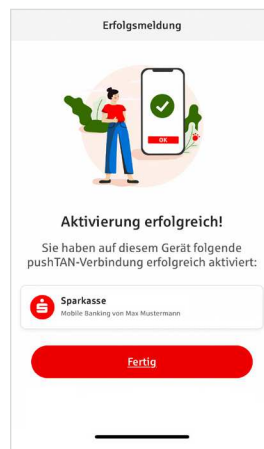 Erfolgsmeldung
OK
Aktivierung erfolgreich!
Sie haben auf diesem Gerät folgende
pushTAN-Verbindung erfolgreich aktiviert:
Sparkasse
Mobile Banking von Max Mustermann
Fertig